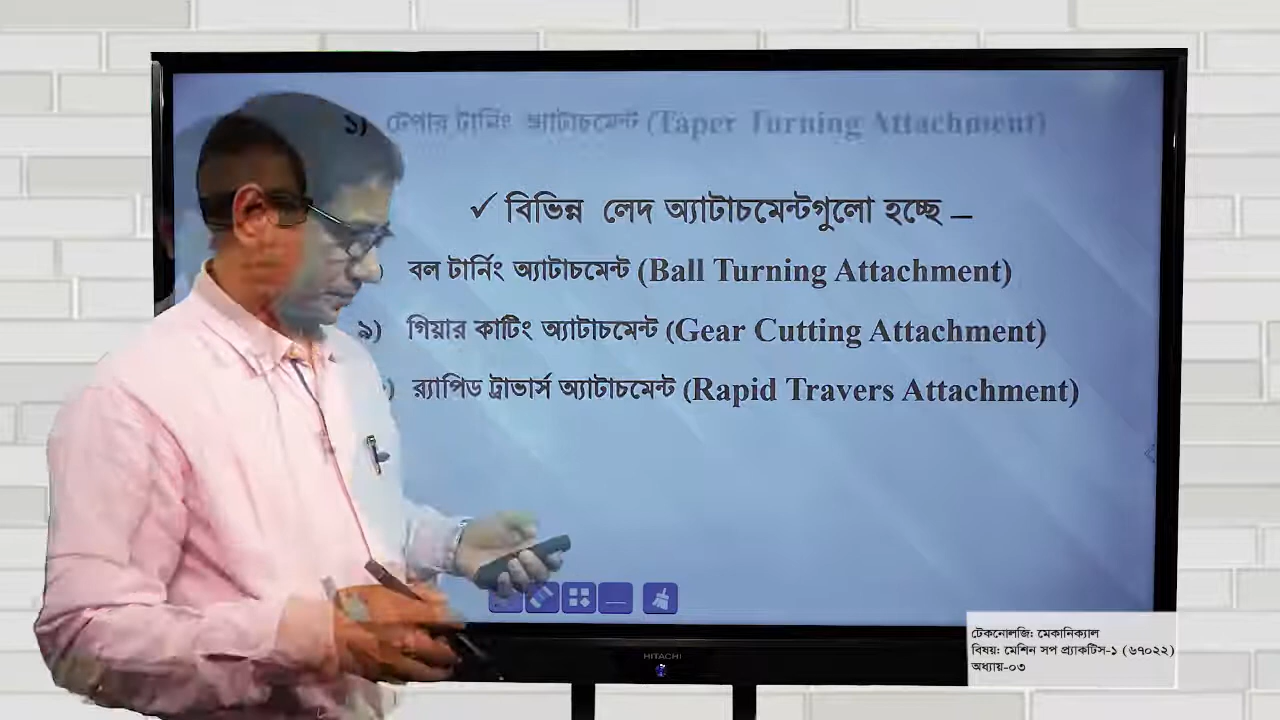 ১) টেপার টার্নিং অ্যাটাচমেন্ট (Taper Turning Attachment)
✓ বিভিন্ন লেদ অ্যাটাচমেন্টগুলো হচ্ছে –
) বল টার্নিং অ্যাটাচমেন্ট (Ball Turning Attachment)
৯) গিয়ার কাটিং অ্যাটাচমেন্ট (Gear Cutting Attachment)
) র‍্যাপিড ট্রাভার্স অ্যাটাচমেন্ট (Rapid Travers Attachment)
HITACHI
টেকনোলজি: মেকানিক্যাল
বিষয়: মেশিন সপ প্র্যাকটিস-১ (৬৭০২২)
অধ্যায়-০৩